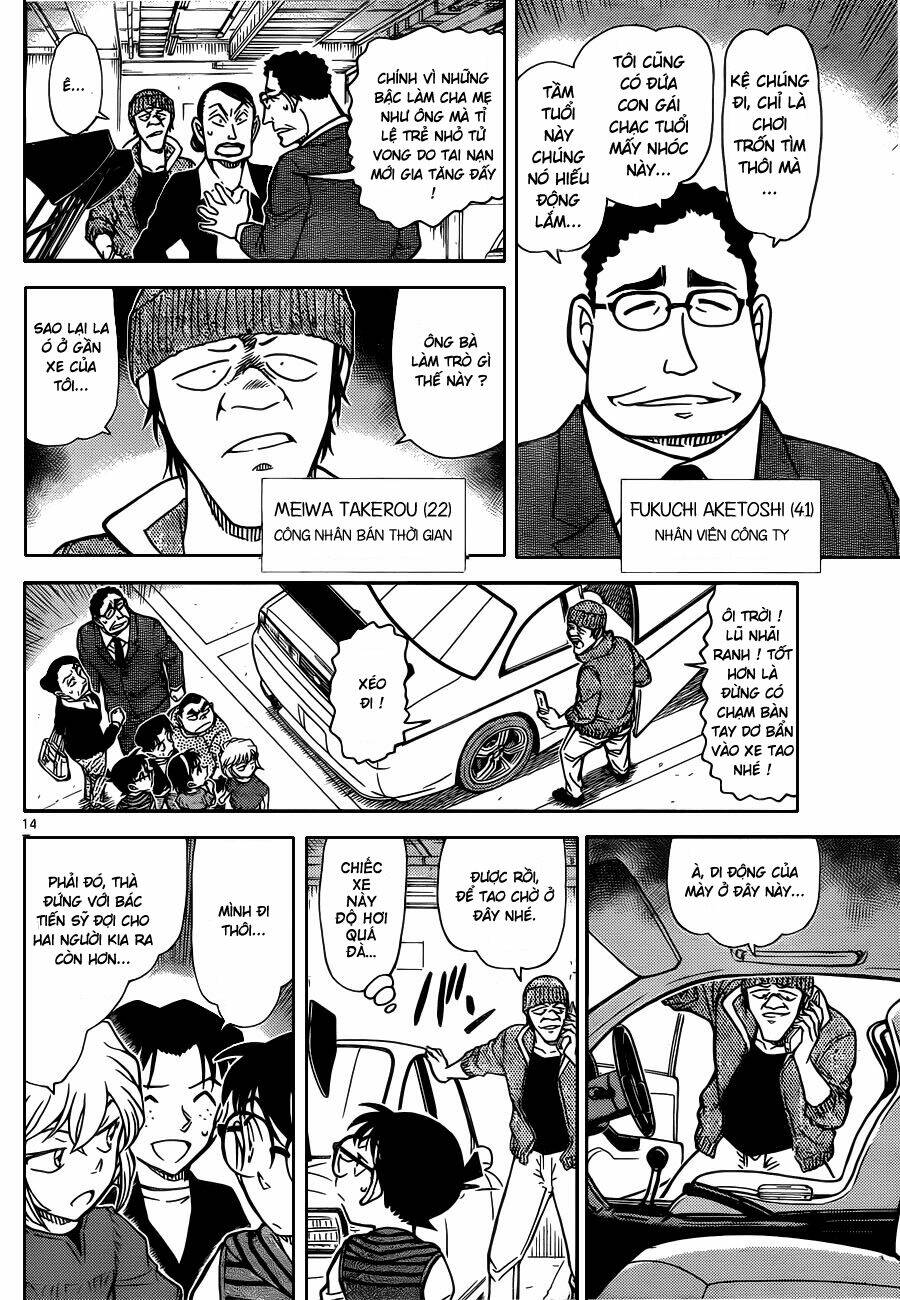 KỆ CHÚNG
ĐI, CHỈ LÀ
CHƠI
TRỐN TÌM
THÔI MÀ
...
TÔI CŨNG
CÓ ĐỨA
CON GÁI
CHẠC TUỔI
MẤY NHÓC
NÀY...
TẦM
TUỔI
NÀY
CHÚNG
NÓ HIẾU
ĐỘNG
LẮM...
FUKUCHI AKETOSHI (41)
NHÂN VIÊN CÔNG TY
CHÍNH VÌ NHỮNG
BẬC LÀM CHA MẸ
NHƯ ÔNG MÀ TỈ
LỆ TRẺ NHỎ TỬ
VONG DO TAI NẠN
MỚI GIA TĂNG ĐẤY
!
Ê...
ÔNG BÀ
LÀM TRÒ GÌ
THẾ NÀY ?
SAO LẠI LA
Ó Ở GẦN
XE CỦA
TÔI...
MEIWA TAKEROU (22)
CÔNG NHÂN BÁN THỜI GIAN
ÔI TRỜI !
LŨ NHÃI
RANH ! TỐT
HƠN LÀ
ĐỪNG CÓ
CHẠM BÀN
TAY DƠ BẨN
VÀO XE TAO
NHÉ !
XÉO
ĐI !
14
À, DI ĐỘNG CỦA
MÀY Ở ĐÂY NÀY...
ĐƯỢC RỒI,
ĐỂ TAO CHỜ Ở
ĐÂY NHÉ.
CHIẾC
XE
NÀY
ĐỘ HƠI
QUÁ
ĐÀ...
MÌNH ĐI
THÔI...
PHẢI ĐÓ, THÀ
ĐỨNG VỚI BÁC
TIẾN SỸ ĐỢI CHO
HAI NGƯỜI KIA RA
CÒN HƠN...